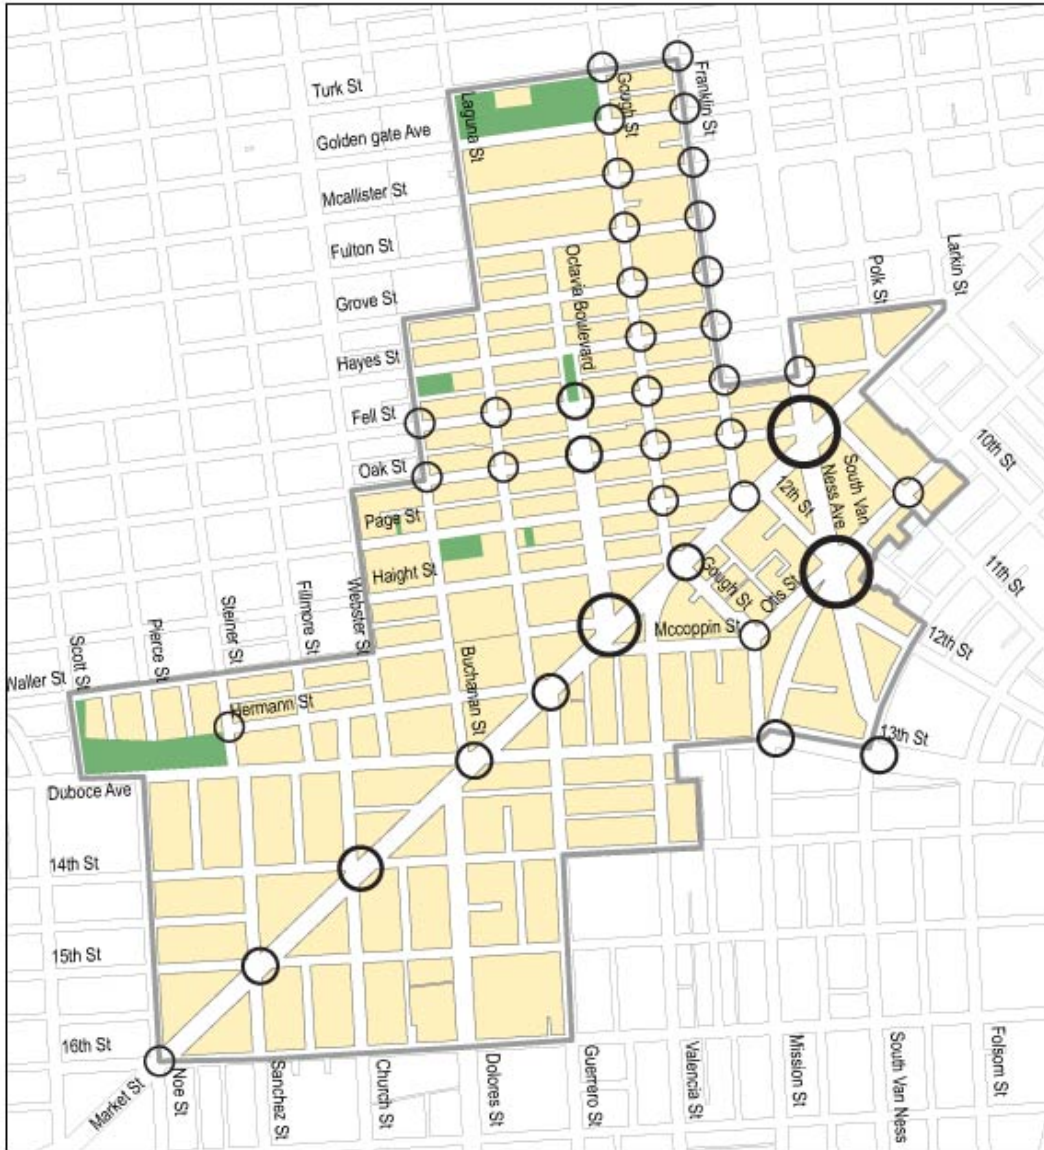 Turk St
Golden gate Ave
Mcallister St
Fulton St
Grove St
Hayes St
Fell St
Oak St
Page St
Haight St
Laguna St
Gough St
Franklin St
Octavia Boulevard
Polk St
Larkin St
10th St
11th St
12th St
12th St
South Van
Ness Ave
Gough St
Otis St
Mccoppin St
13th St
Webster St
Fillmore St
Steiner St
Pierce St
Scott St
Waller St
Hermann St
Buchanan St
Duboce Ave
14th St
15th St
16th St
Market St
Noe St
Sanchez St
Church St
Dolores St
Guerrero St
Valencia St
Mission St
South Van Ness
Folsom St